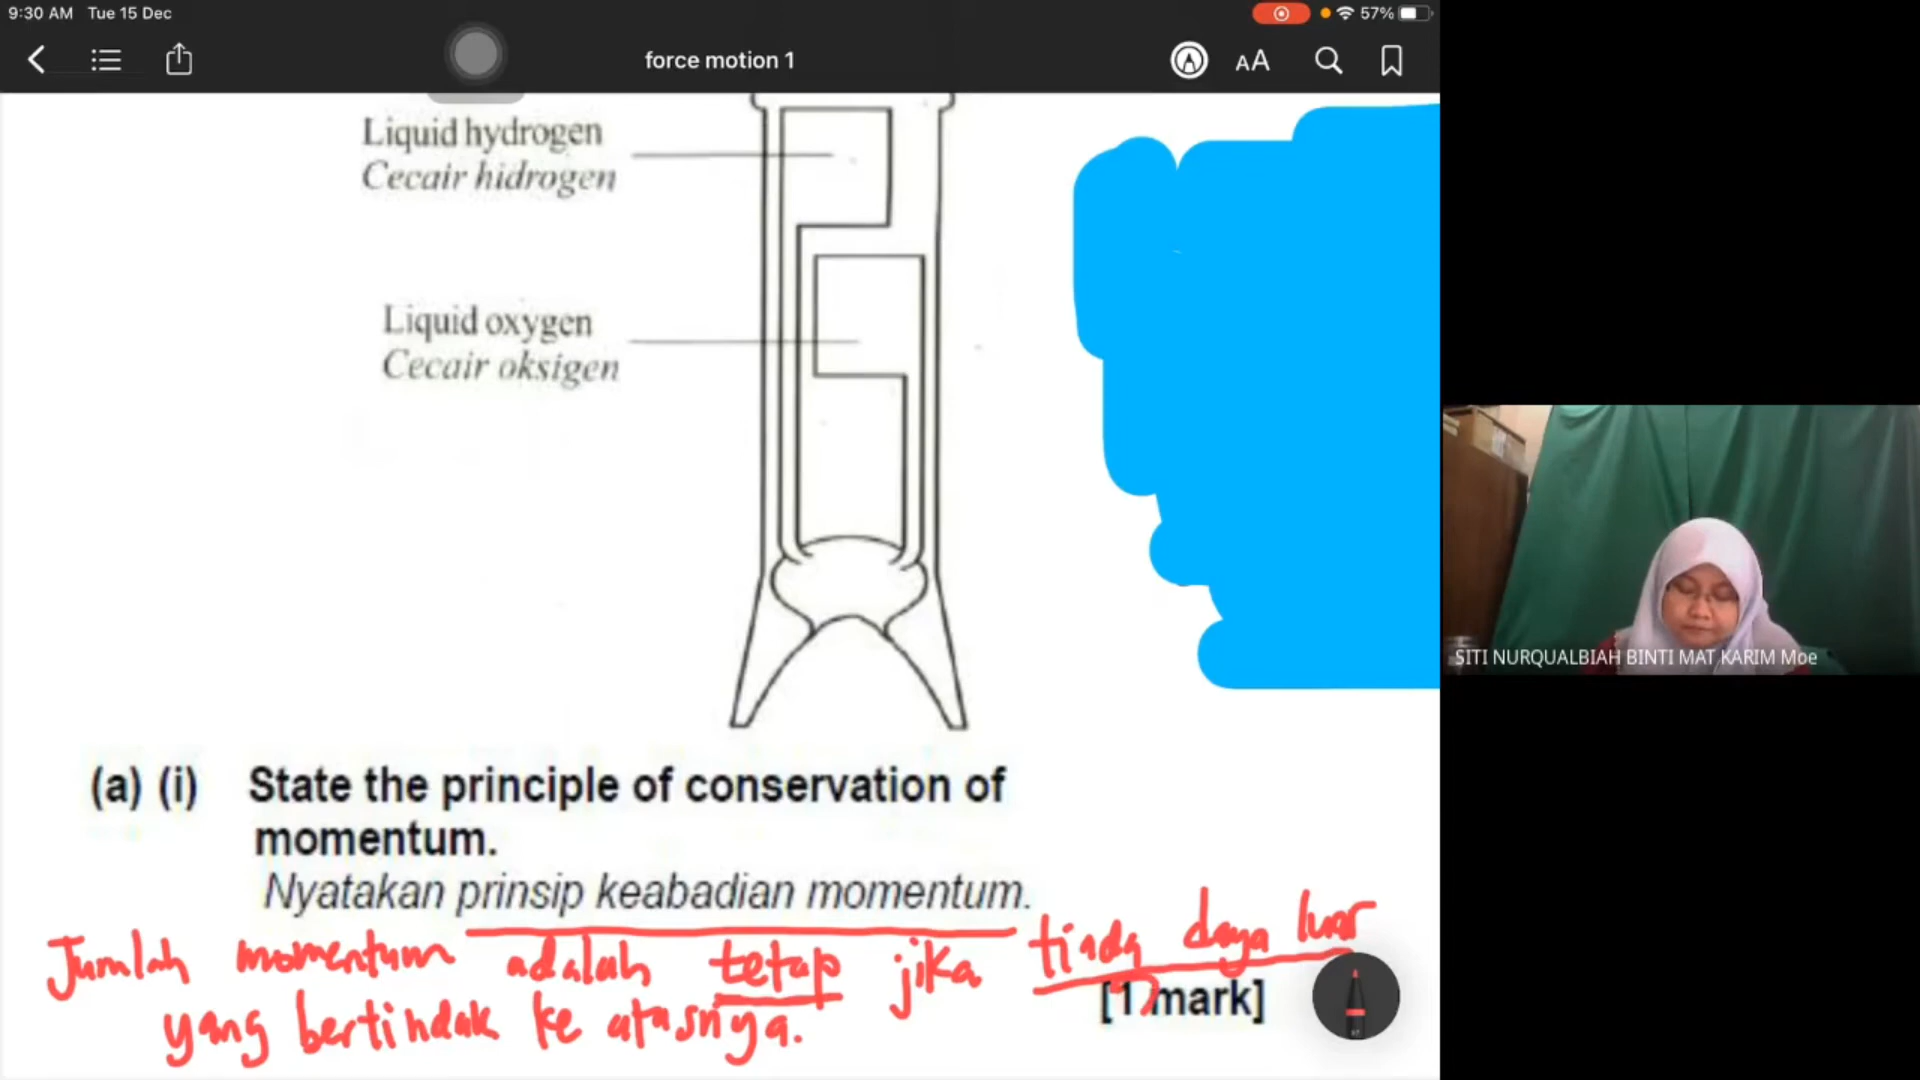 9:30 AM Tue 15 Dec
57%
force motion 1
AA
Liquid hydrogen
Cecair hidrogen
Liquid oxygen
Cecair oksigen
(a) (i) State the principle of conservation of
momentum.
Nyatakan prinsip keabadian momentum.
Jumlah momentum adalah tetap jika tiada daya luar
[1 mark]
yang bertindak ke atasnya.
SITI NURQUALBIAH BINTI MAT KARIM Moe